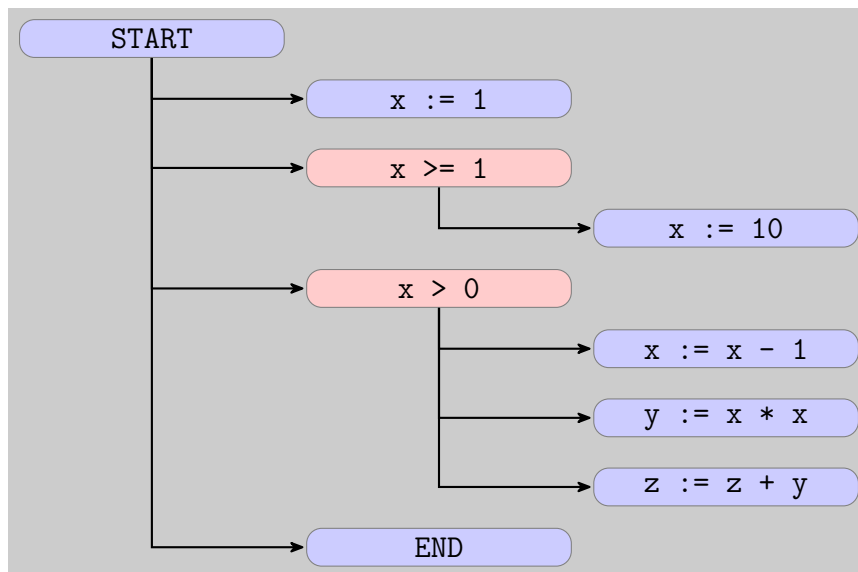 START
x := 1
x >= 1
x := 10
x > 0
x := x - 1
y := x * x
z := z + y
END